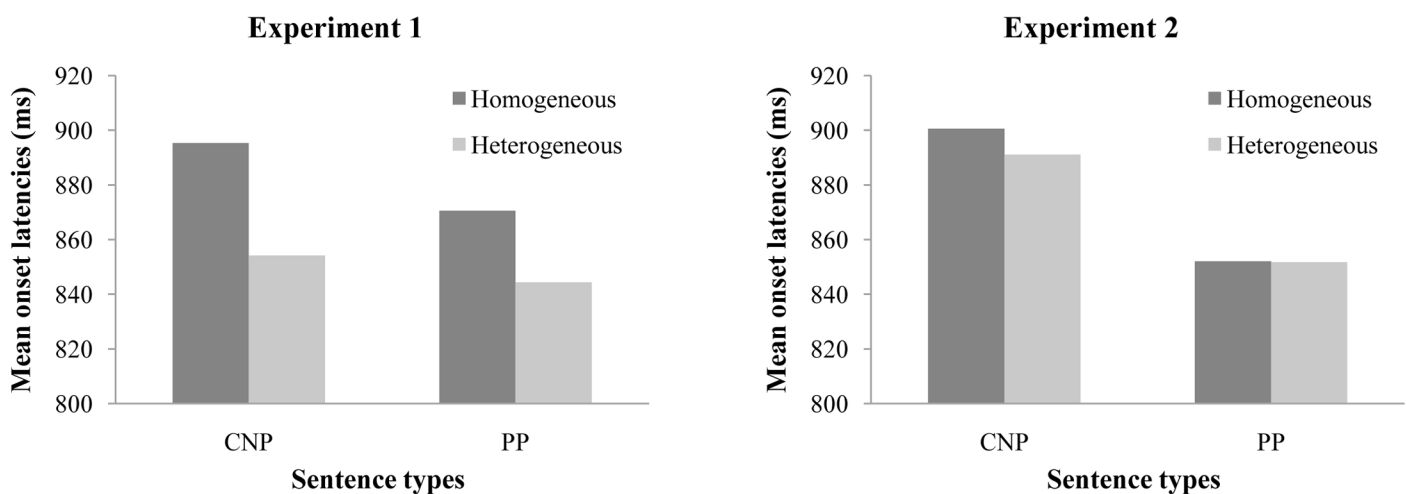 Experiment 1
Mean onset latencies (ms)
920
900
880
860
840
820
800
Homogeneous
Heterogeneous
CNP
PP
Sentence types
Experiment 2
Mean onset latencies (ms)
920
900
880
860
840
820
800
Homogeneous
Heterogeneous
CNP
PP
Sentence types